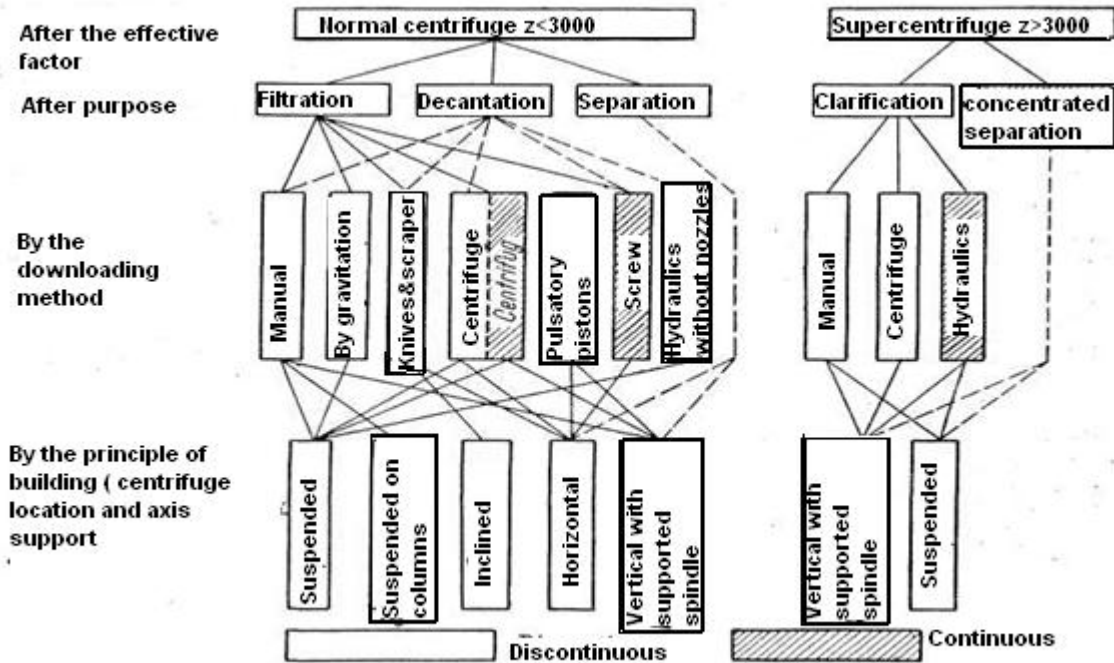 After the effective
factor
Normal centrifuge z<3000
Supercentrifuge z>3000
After purpose
Filtration
Decantation
Separation
Clarification
concentrated
separation
By the
downloading
method
Manual
By gravitation
Knives&scraper
Centrifuge
Centrifug
Pulsatory
pistons
Screw
Hydraulics
without nozzles
Manual
Centrifuge
Hydraulics
By the principle of
building ( centrifuge
location and axis
support
Suspended
Suspended on
columns
Inclined
Horizontal
Vertical with
supported
spindle
Vertical with
supported
spindle
Suspended
Discontinuous
Continuous